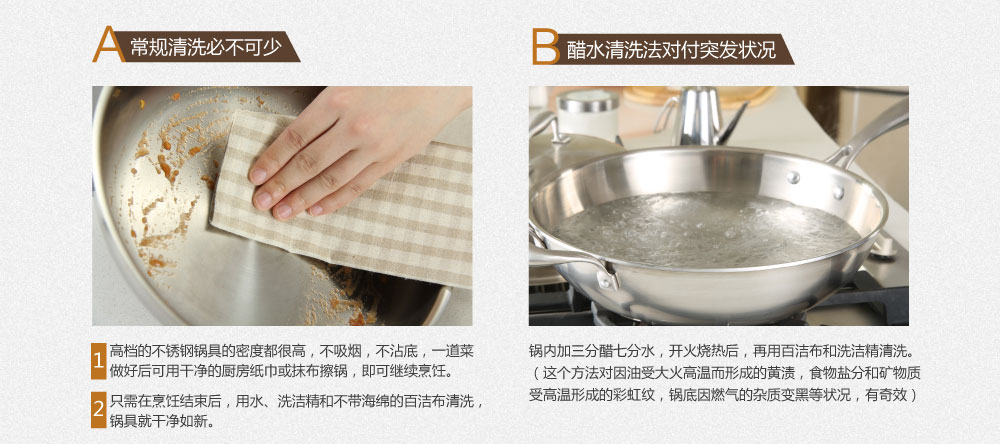 A 常规清洗必不可少
1 高档的不锈钢锅具的密度都很高，不吸烟，不沾底，一道菜
做好后可用干净的厨房纸巾或抹布擦锅，即可继续烹饪。
2 只需在烹饪结束后，用水、洗洁精和不带海绵的百洁布清洗，
锅具就干净如新。
B 醋水清洗法对付突发状况
锅内加三分醋七分水，开火烧热后，再用百洁布和洗洁精清洗。
（这个方法对因油受大火高温而形成的黄渍，食物盐分和矿物质
受高温形成的彩虹纹，锅底因燃气的杂质变黑等状况，有奇效）